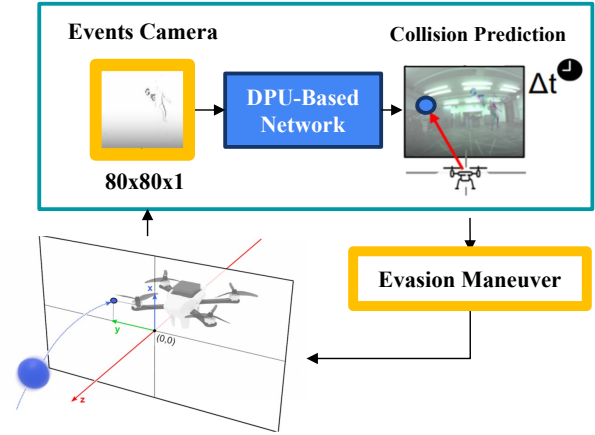 Events Camera
Collision Prediction
DPU-Based
Network
Δt
80x80x1
Evasion Maneuver
x
y
(0,0)
z